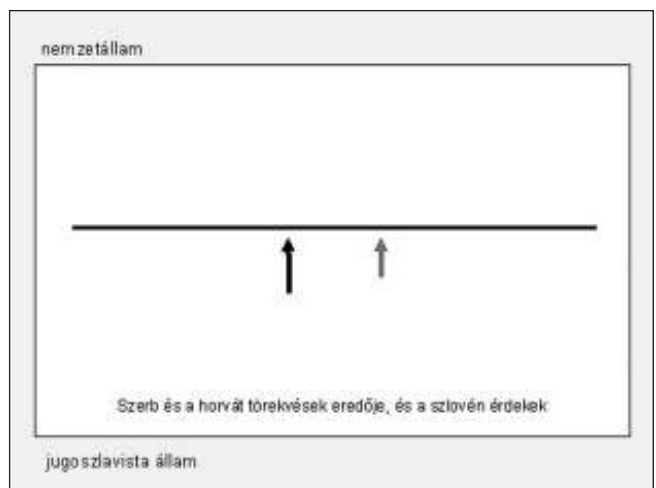 nemzetállam
Szerb és a horvát törekvések eredője, és a szlovén érdekek
jugoszlavista állam